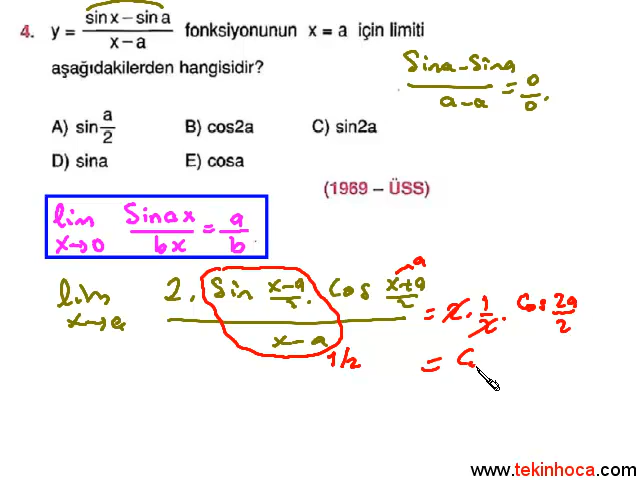 4. y = sinx – sina / x – a fonksiyonunun x = a için limiti
aşağıdakilerden hangisidir?
sina – sina / a – a = 0/0.
A) sin a/2 B) cos2a C) sin2a
D) sina E) cosa
(1969 – ÜSS)
lim x→0 sinax / bx = a/b
lim x→a 2. sin x–a/2 . cos x+a/2 / x – a = 2. 1/2 . cos 2a/2
a
1/2
= c
www.tekinhoca.com